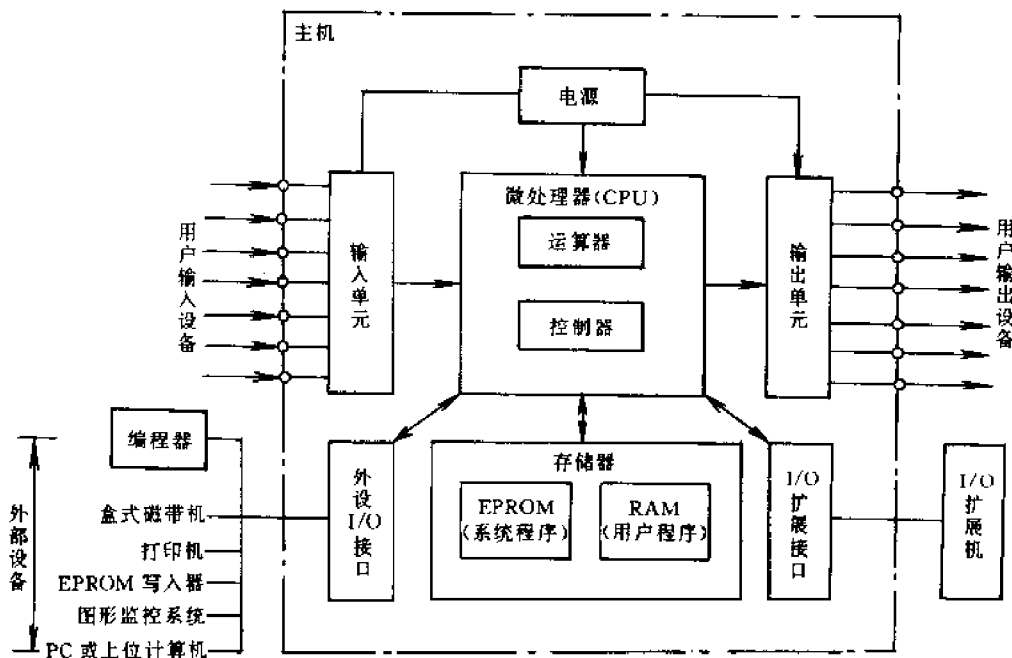 主机
电源
微处理器(CPU)
运算器
控制器
用户输入设备
输入单元
输出单元
用户输出设备
编程器
外部设备
盒式磁带机
打印机
EPROM 写入器
图形监控系统
PC 或上位计算机
外设I/O接口
存储器
EPROM
(系统程序)
RAM
(用户程序)
I/O扩展接口
I/O扩展机